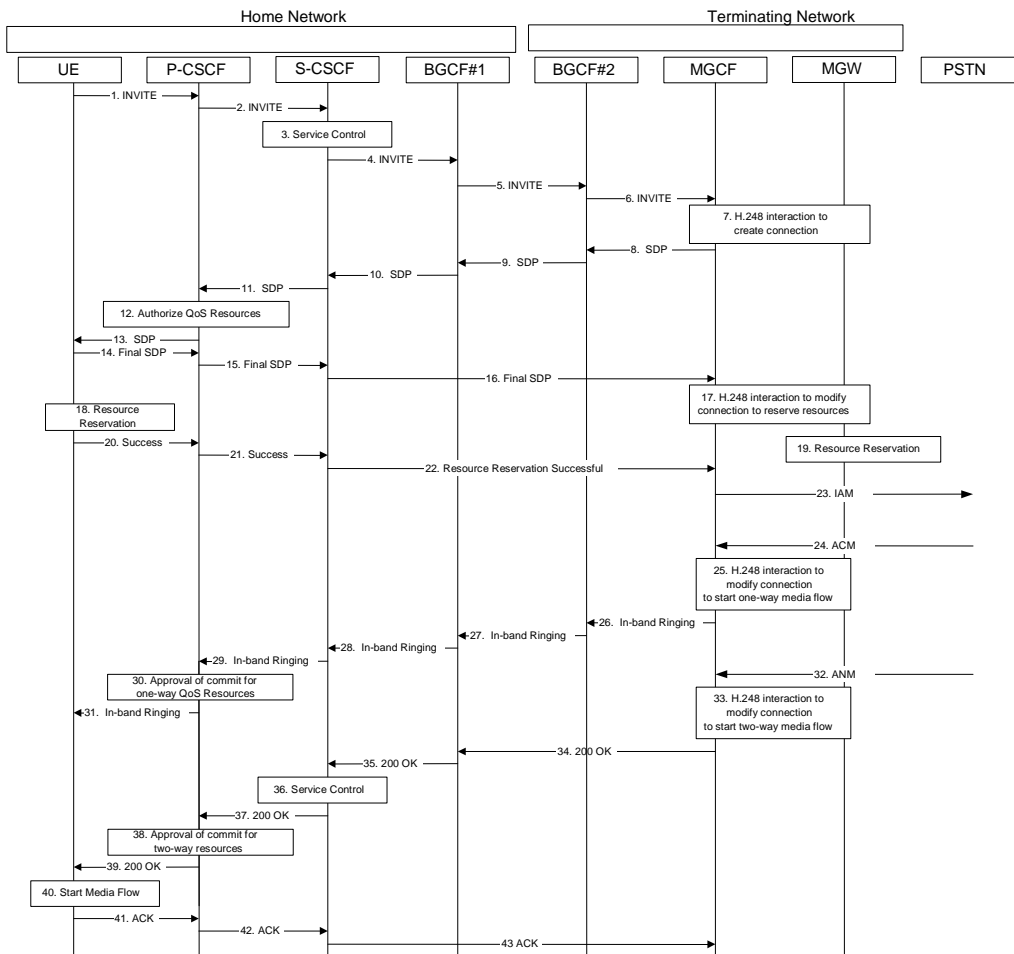 Home Network
Terminating Network
UE
P-CSCF
S-CSCF
BGCF#1
BGCF#2
MGCF
MGW
PSTN
1. INVITE
2. INVITE
3. Service Control
4. INVITE
5. INVITE
6. INVITE
7. H.248 interaction to
create connection
8. SDP
9. SDP
10. SDP
11. SDP
12. Authorize QoS Resources
13. SDP
14. Final SDP
15. Final SDP
16. Final SDP
17. H.248 interaction to modify
connection to reserve resources
18. Resource
Reservation
20. Success
19. Resource Reservation
21. Success
22. Resource Reservation Successful
23. IAM
24. ACM
25. H.248 interaction to
modify connection
to start one-way media flow
26. In-band Ringing
27. In-band Ringing
28. In-band Ringing
29. In-band Ringing
32. ANM
30. Approval of commit for
one-way QoS Resources
31. In-band Ringing
33. H.248 interaction to
modify connection
to start two-way media flow
34. 200 OK
35. 200 OK
36. Service Control
37. 200 OK
38. Approval of commit for
two-way resources
39. 200 OK
40. Start Media Flow
41. ACK
42. ACK
43 ACK